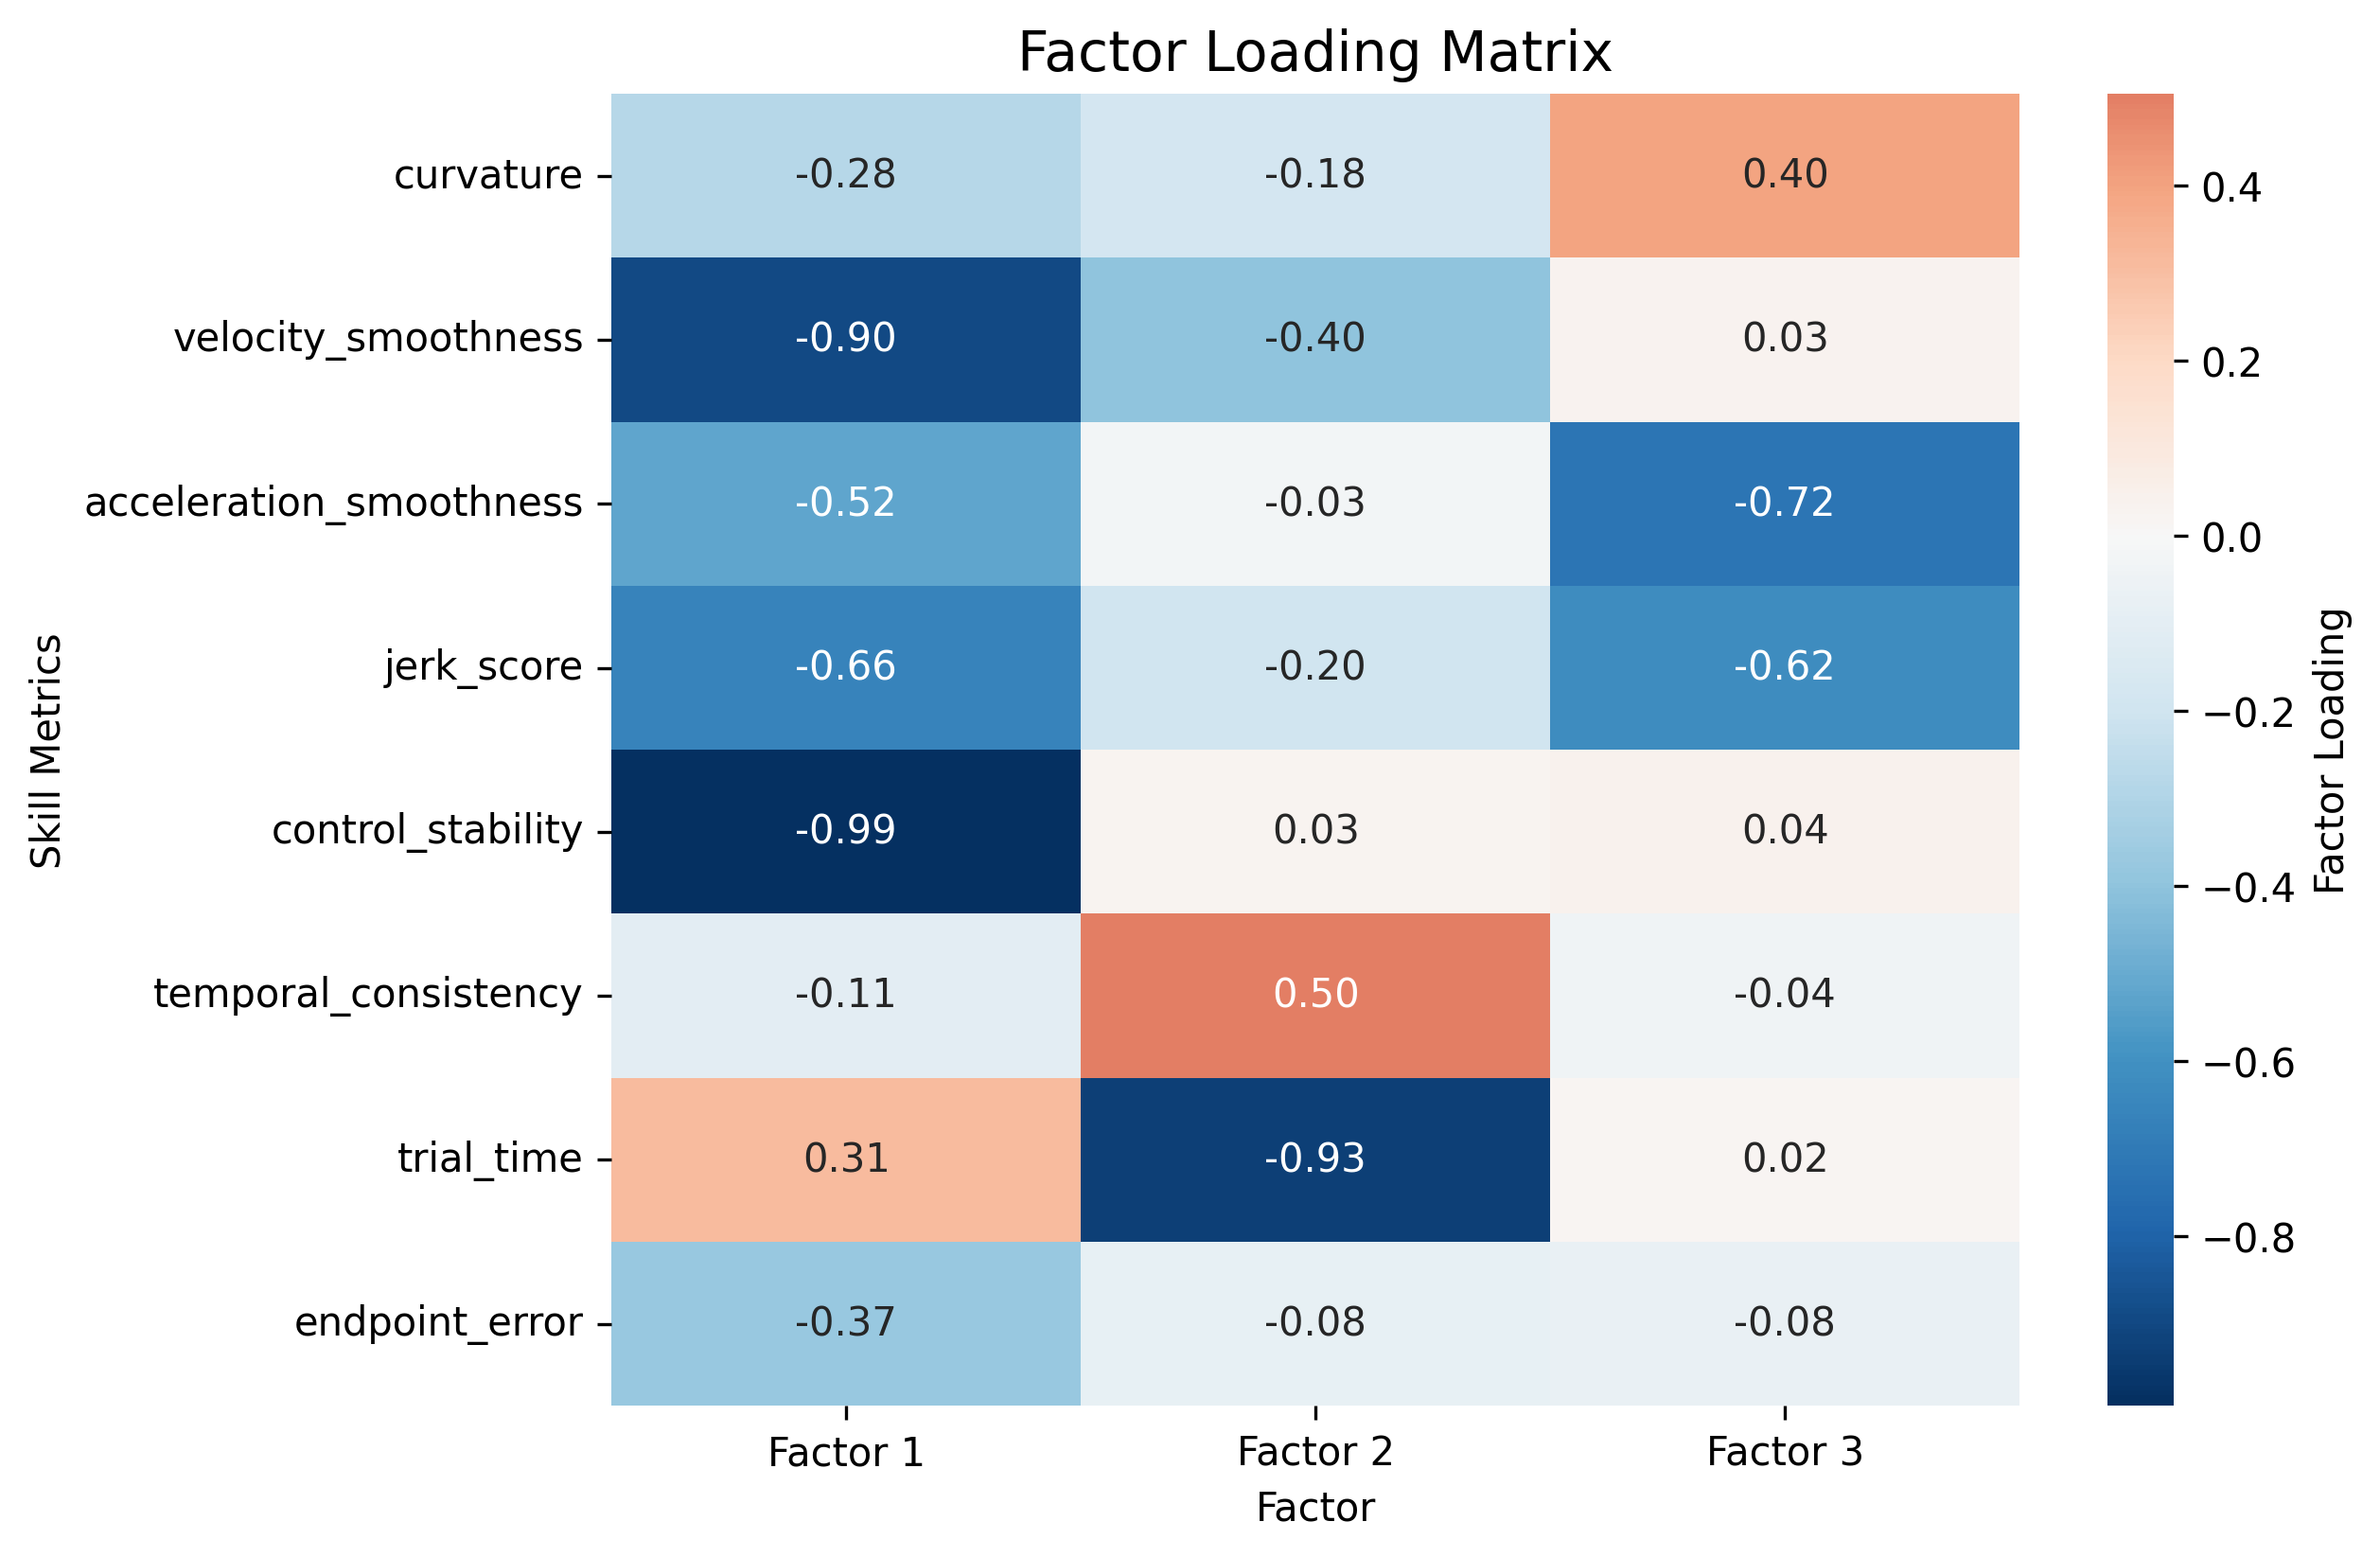 Factor Loading Matrix
curvature -0.28 -0.18 0.40
velocity_smoothness -0.90 -0.40 0.03
acceleration_smoothness -0.52 -0.03 -0.72
jerk_score -0.66 -0.20 -0.62
control_stability -0.99 0.03 0.04
temporal_consistency -0.11 0.50 -0.04
trial_time 0.31 -0.93 0.02
endpoint_error -0.37 -0.08 -0.08
Factor 1 Factor 2 Factor 3
Factor
Skill Metrics
0.4
0.2
0.0
−0.2
−0.4
−0.6
−0.8
Factor Loading